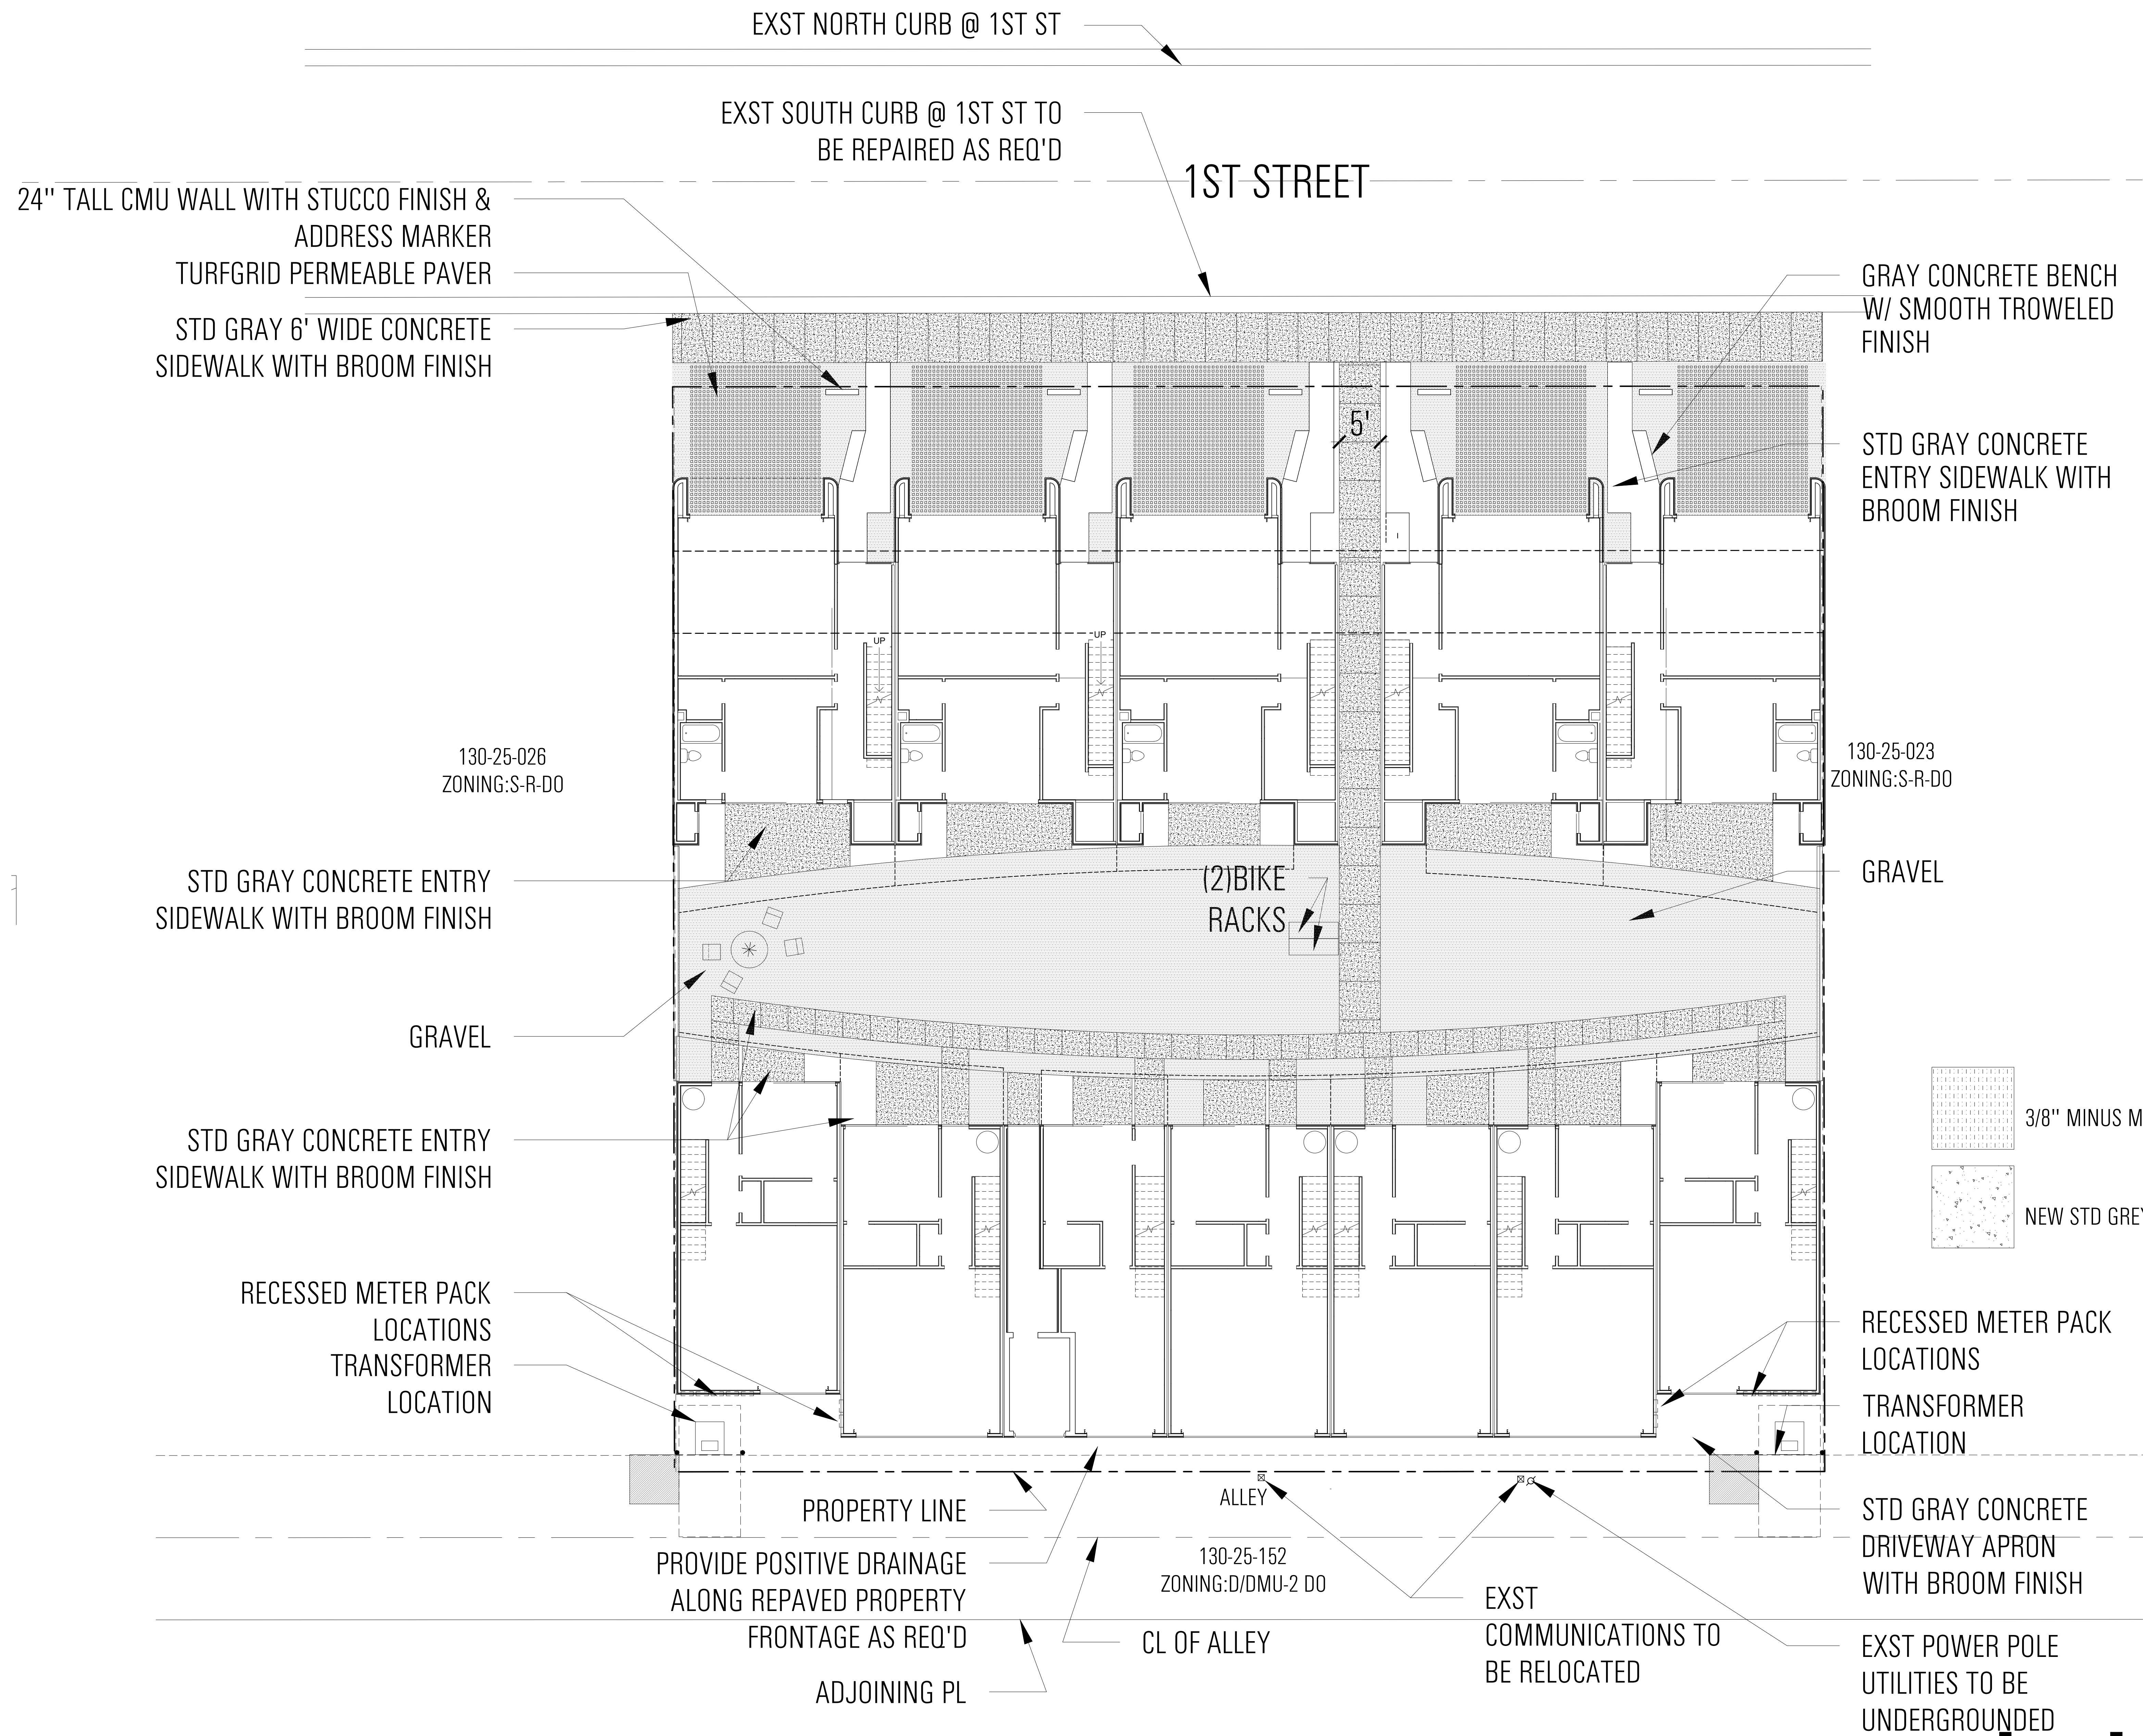 EXST NORTH CURB @ 1ST ST
EXST SOUTH CURB @ 1ST ST TO
BE REPAIRED AS REQ'D
1ST STREET
24" TALL CMU WALL WITH STUCCO FINISH &
ADDRESS MARKER
TURFGRID PERMEABLE PAVER
STD GRAY 6' WIDE CONCRETE
SIDEWALK WITH BROOM FINISH
GRAY CONCRETE BENCH
W/ SMOOTH TROWELED
FINISH
5'
STD GRAY CONCRETE
ENTRY SIDEWALK WITH
BROOM FINISH
UP
UP
130-25-026
ZONING:S-R-DO
130-25-023
ZONING:S-R-DO
STD GRAY CONCRETE ENTRY
SIDEWALK WITH BROOM FINISH
(2)BIKE
RACKS
GRAVEL
GRAVEL
STD GRAY CONCRETE ENTRY
SIDEWALK WITH BROOM FINISH
3/8" MINUS M
NEW STD GREY
RECESSED METER PACK
LOCATIONS
TRANSFORMER
LOCATION
RECESSED METER PACK
LOCATIONS
TRANSFORMER
LOCATION
PROPERTY LINE
ALLEY
STD GRAY CONCRETE
DRIVEWAY APRON
WITH BROOM FINISH
PROVIDE POSITIVE DRAINAGE
ALONG REPAVED PROPERTY
FRONTAGE AS REQ'D
130-25-152
ZONING:D/DMU-2 DO
CL OF ALLEY
EXST
COMMUNICATIONS TO
BE RELOCATED
EXST POWER POLE
UTILITIES TO BE
UNDERGROUNDED
ADJOINING PL